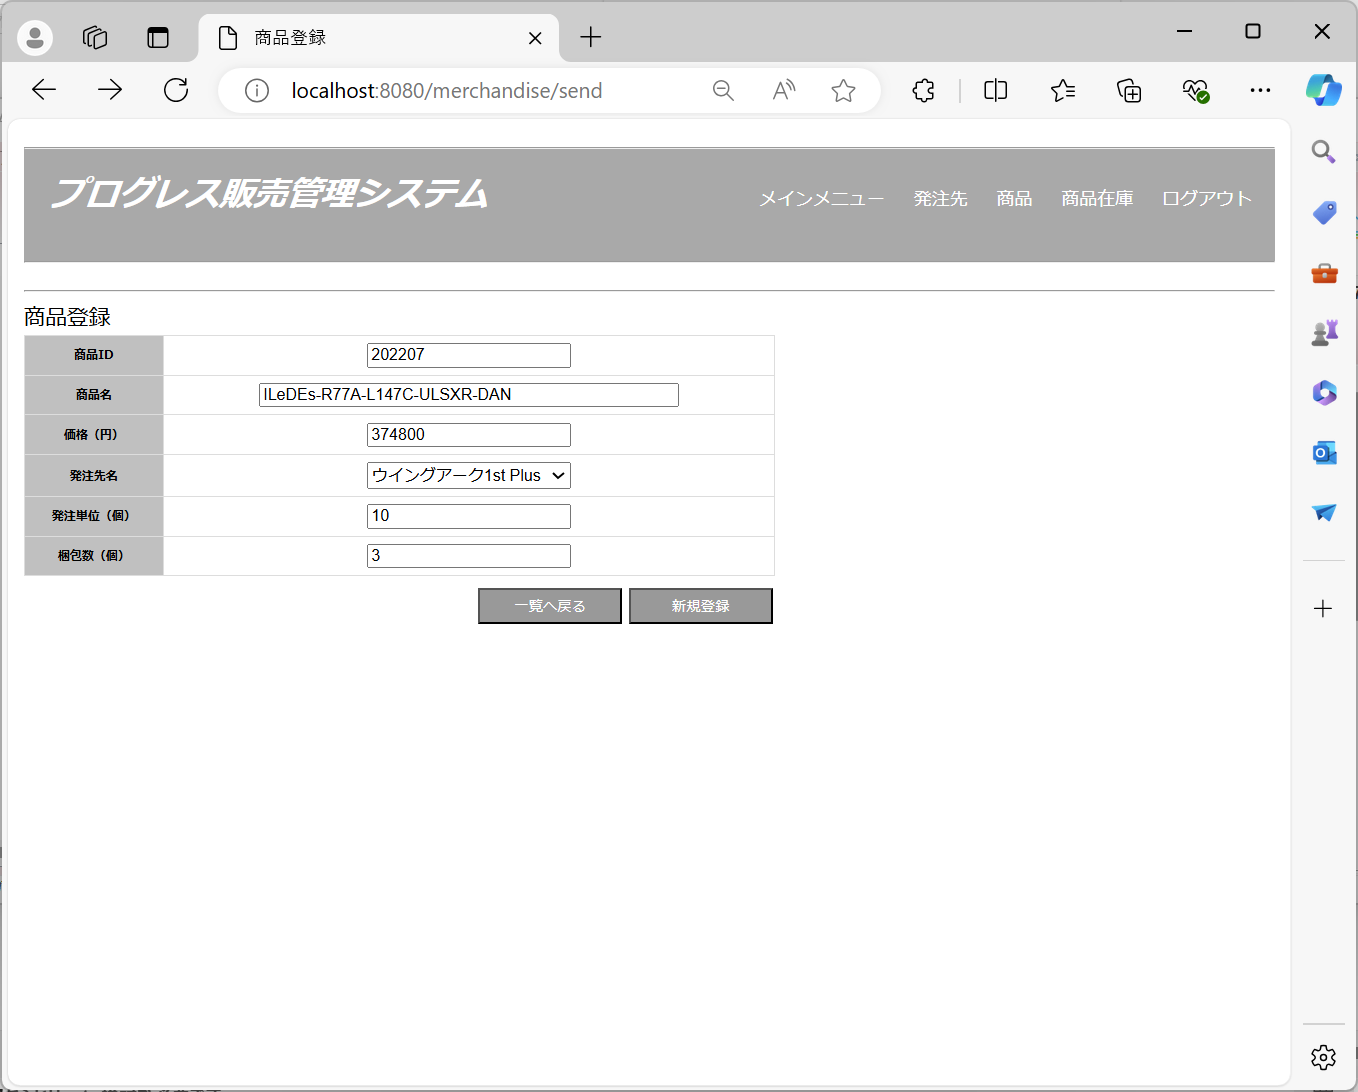 商品登録
localhost:8080/merchandise/send
プログレス販売管理システム
メインメニュー 発注先 商品 商品在庫 ログアウト
商品登録
商品ID 202207
商品名 ILeDEs-R77A-L147C-ULSXR-DAN
価格（円） 374800
発注先名 ウイングアーク1st Plus
発注単位（個） 10
梱包数（個） 3
一覧へ戻る 新規登録